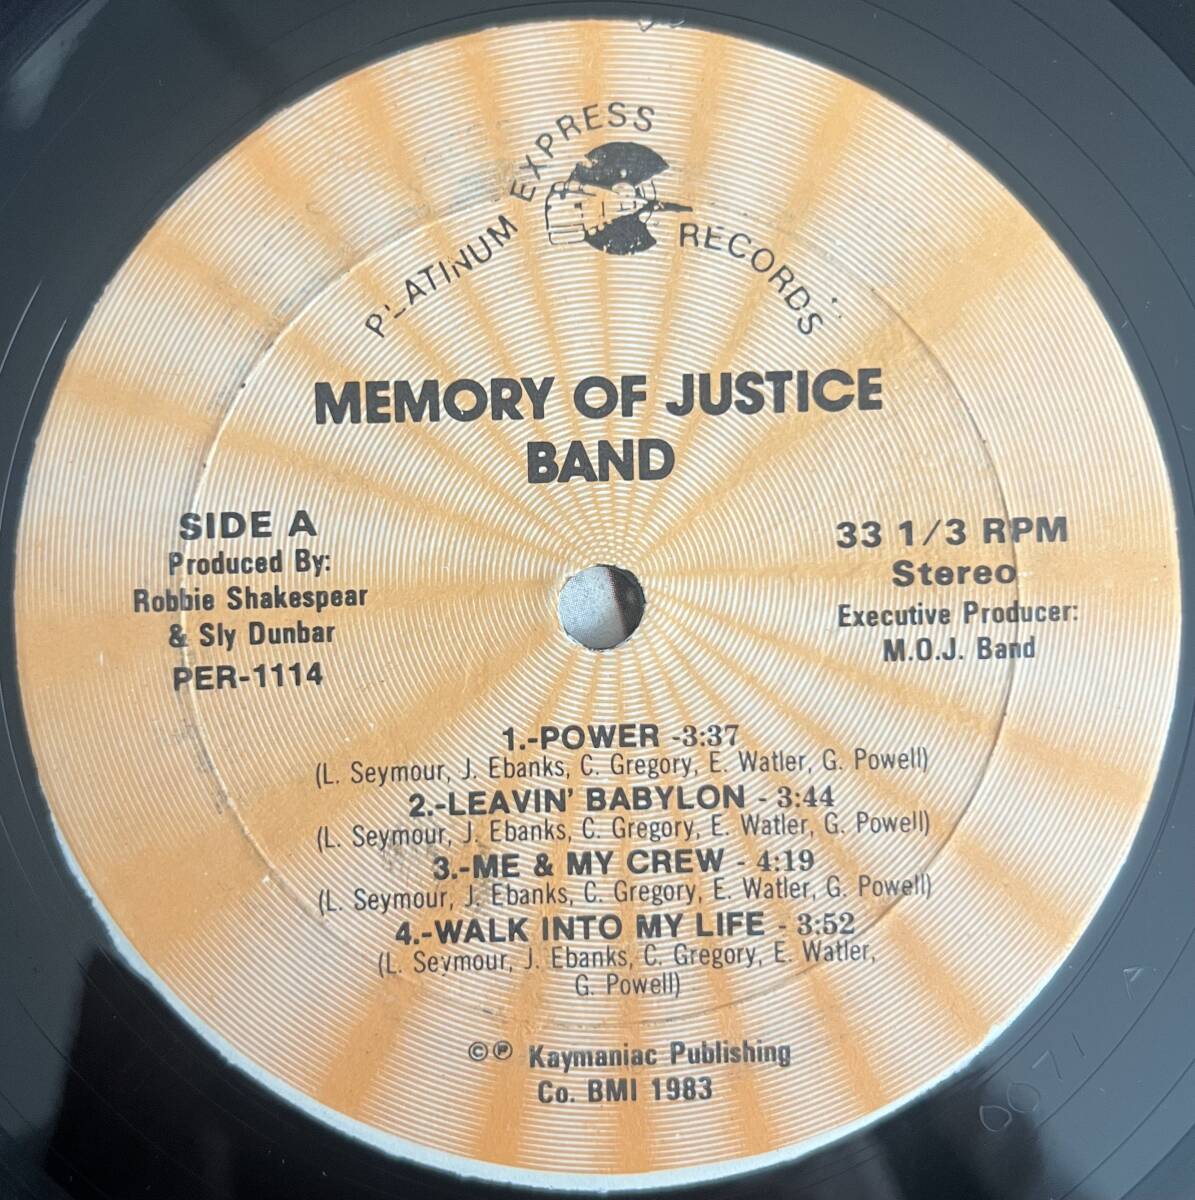 PLATINUM EXPRESS RECORDS
MEMORY OF JUSTICE
BAND
SIDE A
Produced By:
Robbie Shakespear
& Sly Dunbar
PER-1114
33 1/3 RPM
Stereo
Executive Producer:
M.O.J. Band
1.-POWER -3:37
(L. Seymour, J. Ebanks, C. Gregory, E. Watler, G. Powell)
2.-LEAVIN' BABYLON - 3:44
(L. Seymour, J. Ebanks, C. Gregory, E. Watler, G. Powell)
3.-ME & MY CREW - 4:19
(L. Seymour, J. Ebanks, C. Gregory, E. Watler, G. Powell)
4.-WALK INTO MY LIFE - 3:52
(L. Seymour, J. Ebanks, C. Gregory, E. Watler,
G. Powell)
©℗ Kaymaniac Publishing
Co. BMI 1983